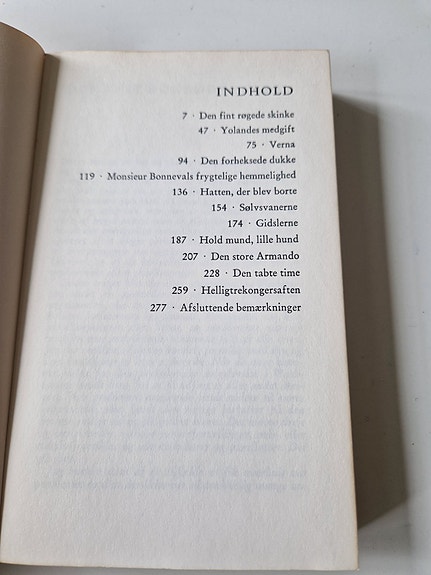 INDHOLD
7 · Den fint røgede skinke
47 · Yolandes medgift
75 · Verna
94 · Den forheksede dukke
119 · Monsieur Bonnevals frygtelige hemmelighed
136 · Hatten, der blev borte
154 · Sølvsvanerne
174 · Gidslerne
187 · Hold mund, lille hund
207 · Den store Armando
228 · Den tabte time
259 · Helligtrekongersaften
277 · Afsluttende bemærkninger